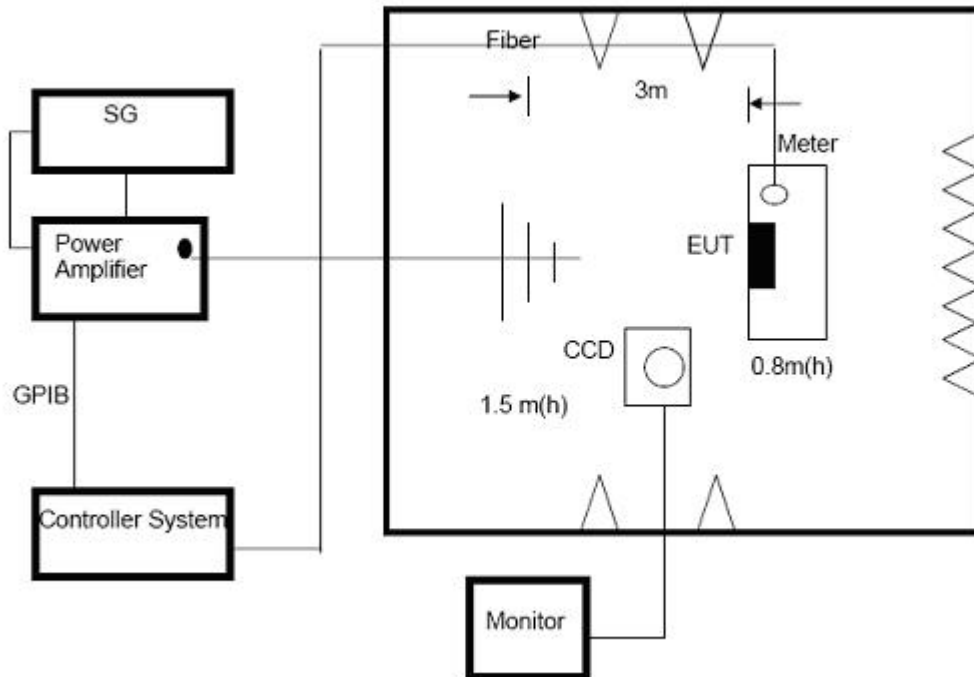 Fiber
3m
SG
Meter
Power
Amplifier
EUT
CCD
0.8m(h)
GPIB
1.5 m(h)
Controller System
Monitor